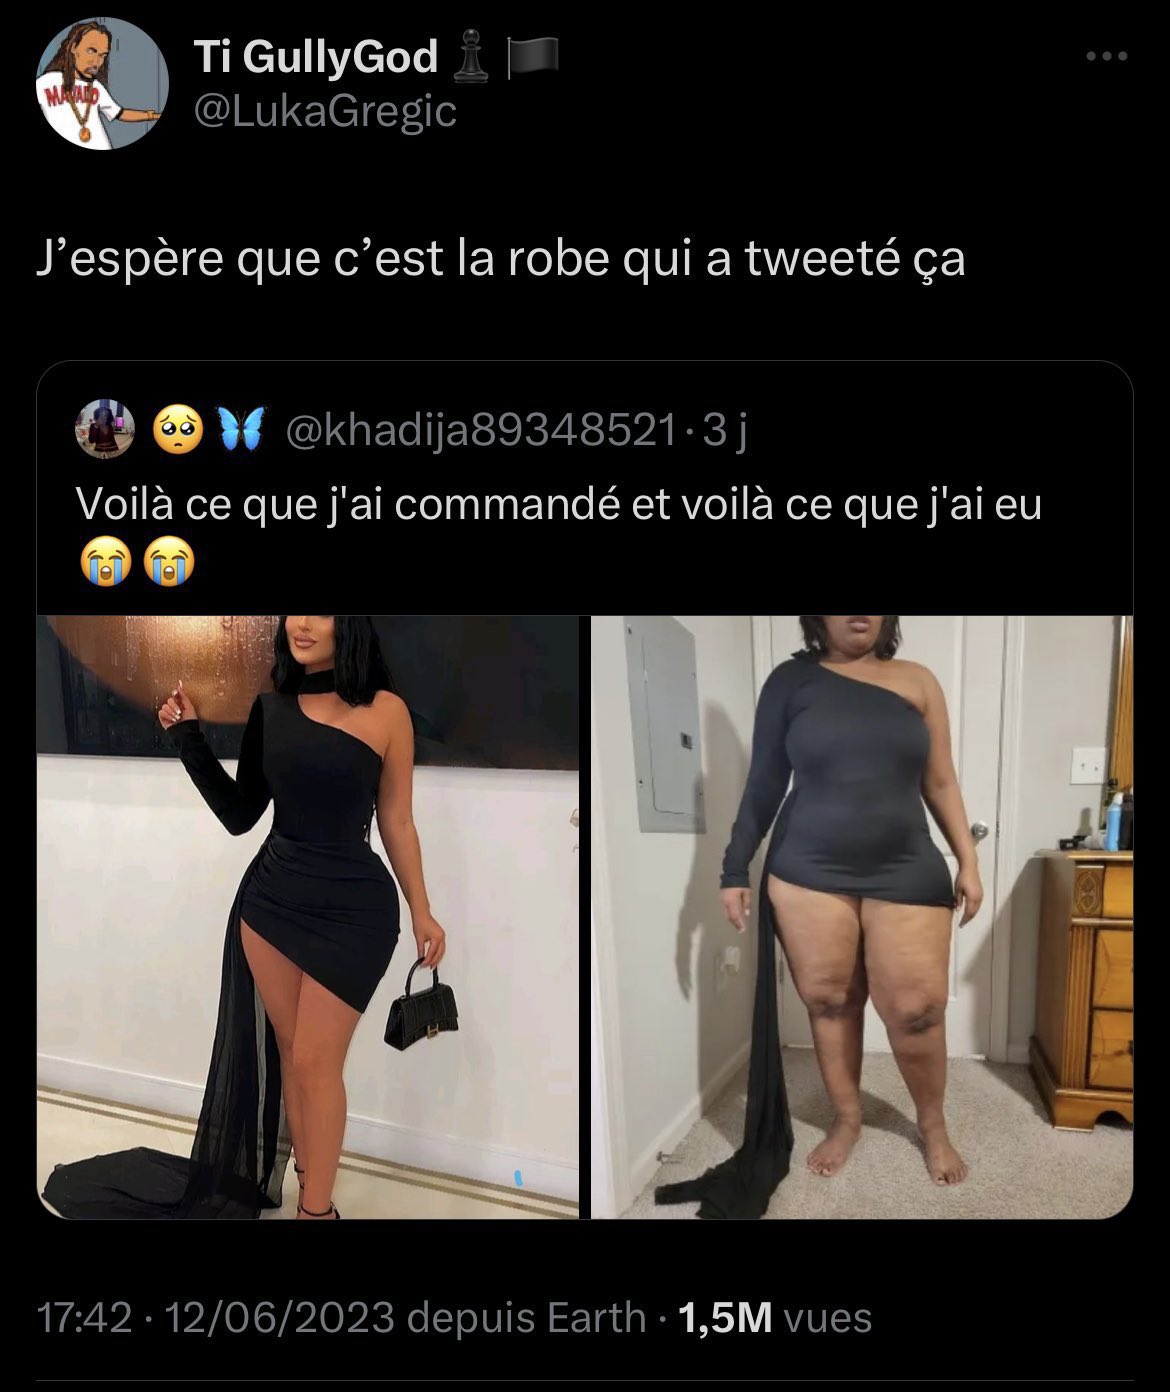 Ti GullyGod ♟️ 🏴
@LukaGregic
J’espère que c’est la robe qui a tweeté ça
🥺 🦋 @khadija89348521 · 3 j
Voilà ce que j'ai commandé et voilà ce que j'ai eu
😭😭
17:42 · 12/06/2023 depuis Earth · 1,5M vues